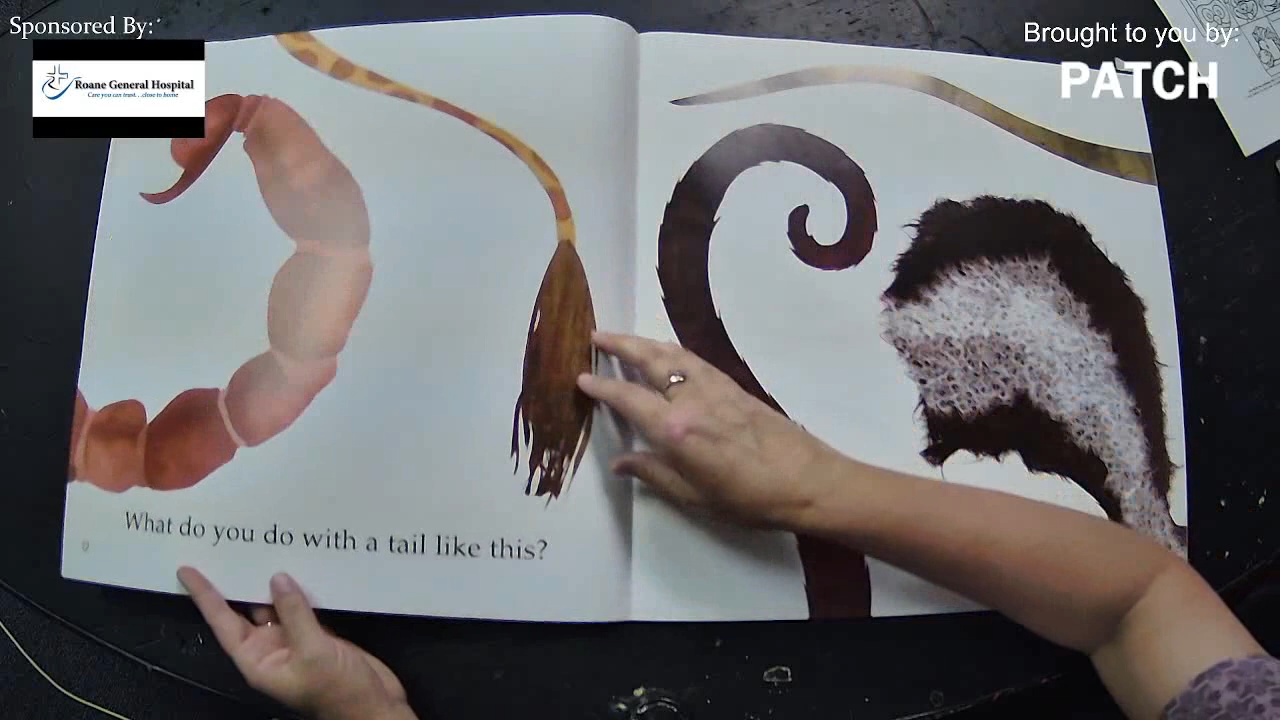 Sponsored By:
Roane General Hospital
Care you can trust...close to home
Brought to you by:
PATCH
What do you do with a tail like this?